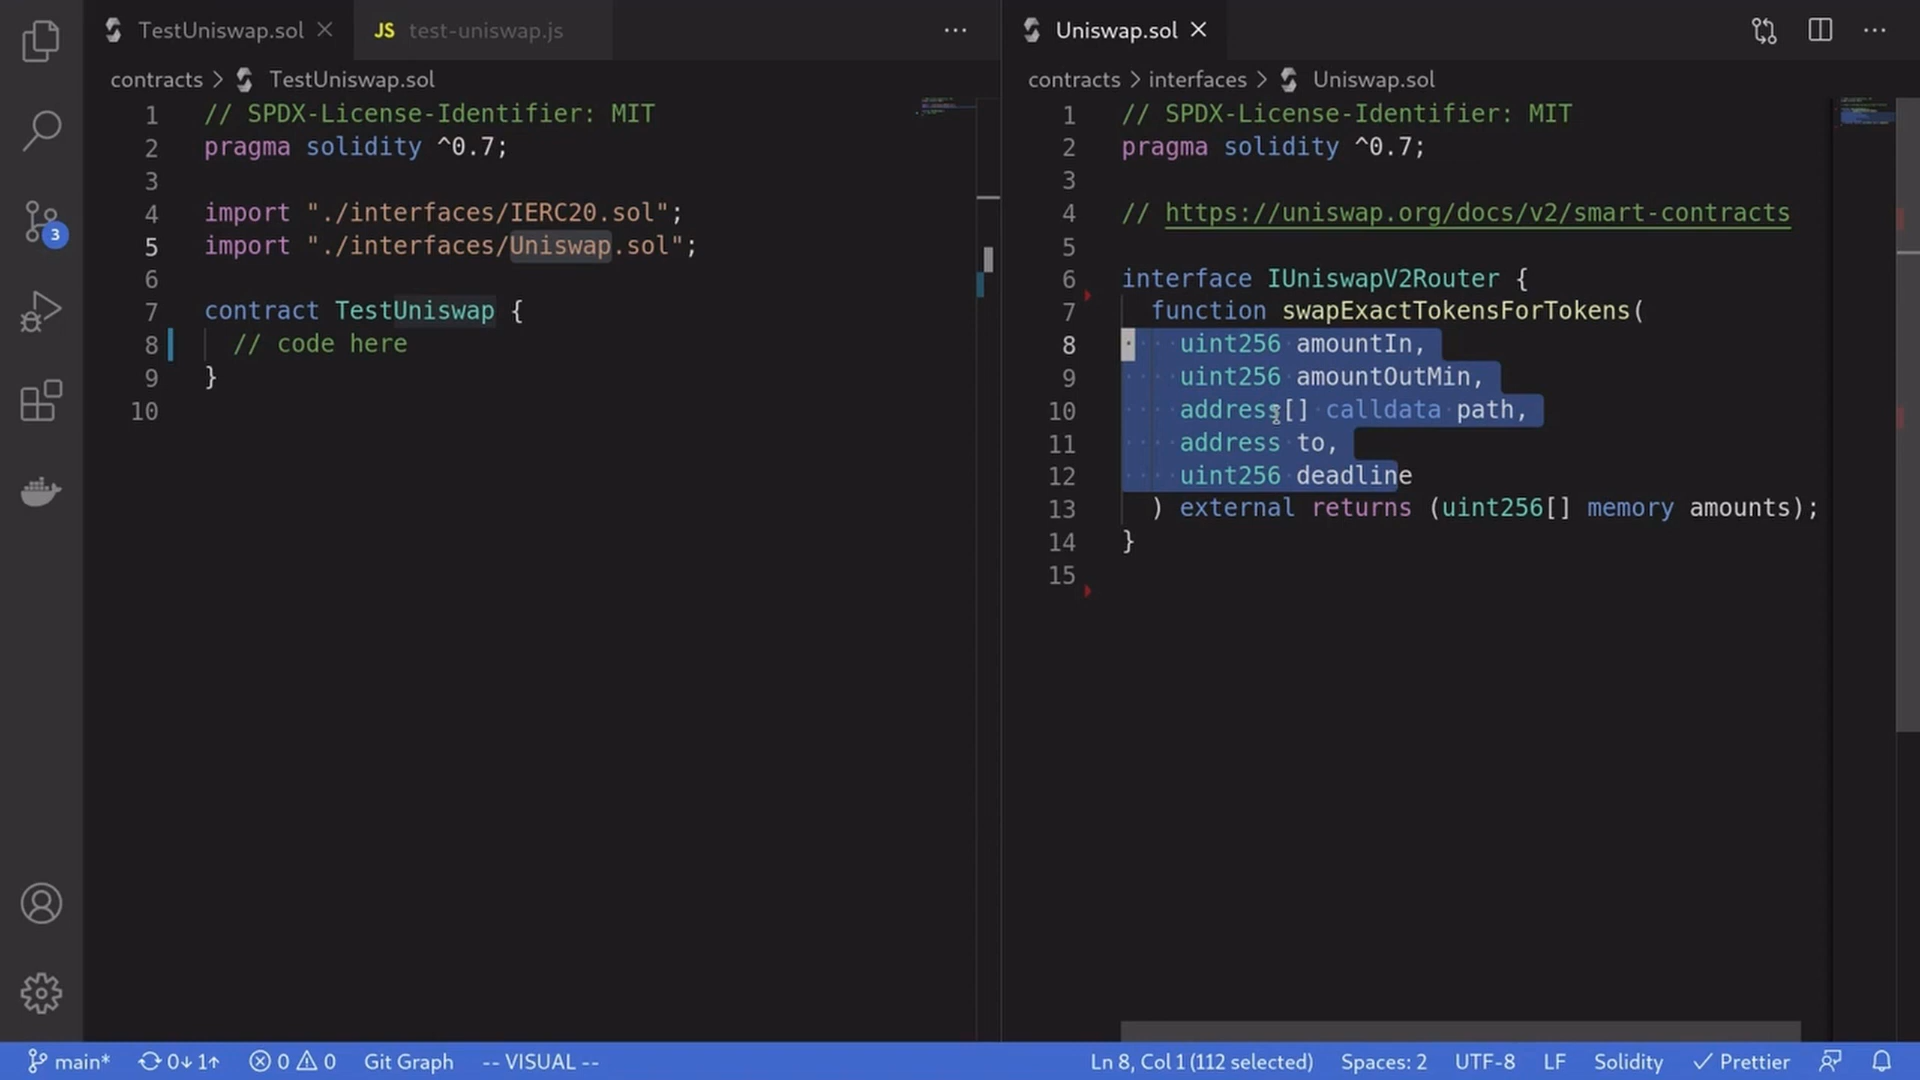 TestUniswap.sol
JS test-uniswap.js
contracts > TestUniswap.sol
1 // SPDX-License-Identifier: MIT
2 pragma solidity ^0.7;
3
4 import "./interfaces/IERC20.sol";
5 import "./interfaces/Uniswap.sol";
6
7 contract TestUniswap {
8 // code here
9 }
10
Uniswap.sol
contracts > interfaces > Uniswap.sol
1 // SPDX-License-Identifier: MIT
2 pragma solidity ^0.7;
3
4 // https://uniswap.org/docs/v2/smart-contracts
5
6 interface IUniswapV2Router {
7 function swapExactTokensForTokens(
8 uint256 amountIn,
9 uint256 amountOutMin,
10 address[] calldata path,
11 address to,
12 uint256 deadline
13 ) external returns (uint256[] memory amounts);
14 }
15
3
main* 0↓ 1↑ 0 0 Git Graph -- VISUAL -- Ln 8, Col 1 (112 selected) Spaces: 2 UTF-8 LF Solidity Prettier